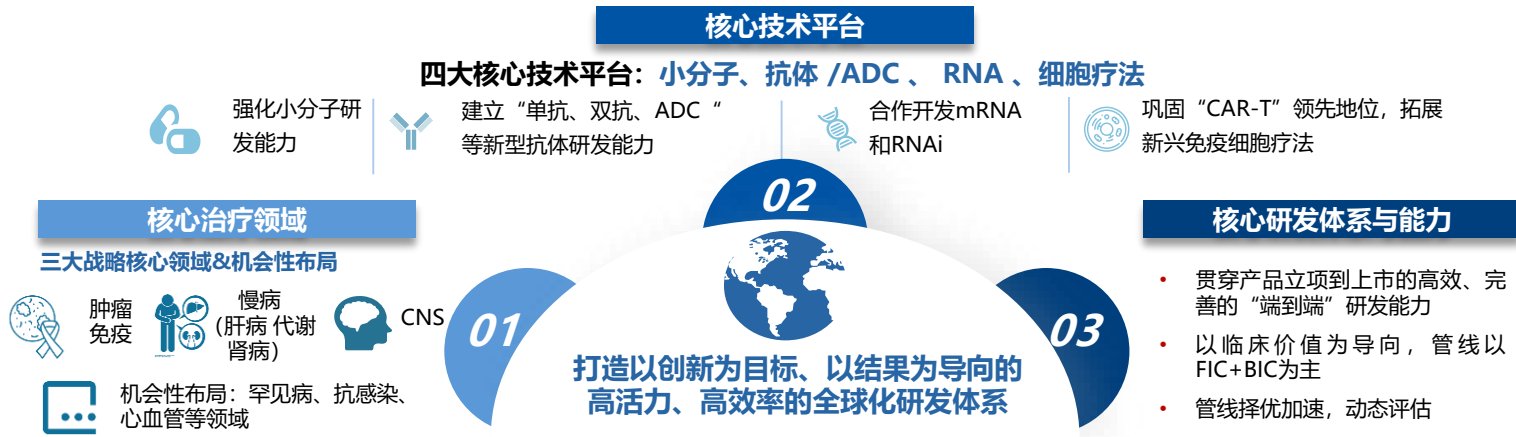 核心技术平台
四大核心技术平台：小分子、抗体 /ADC 、 RNA 、细胞疗法
强化小分子研
发能力
建立“单抗、双抗、ADC “
等新型抗体研发能力
合作开发mRNA
和RNAi
巩固“CAR-T”领先地位，拓展
新兴免疫细胞疗法
核心治疗领域
三大战略核心领域&机会性布局
肿瘤
免疫
慢病
（肝病 代谢
肾病）
CNS
机会性布局：罕见病、抗感染、
心血管等领域
01
02
03
打造以创新为目标、以结果为导向的
高活力、高效率的全球化研发体系
核心研发体系与能力
• 贯穿产品立项到上市的高效、完
善的“端到端”研发能力
• 以临床价值为导向，管线以
FIC+BIC为主
• 管线择优加速，动态评估